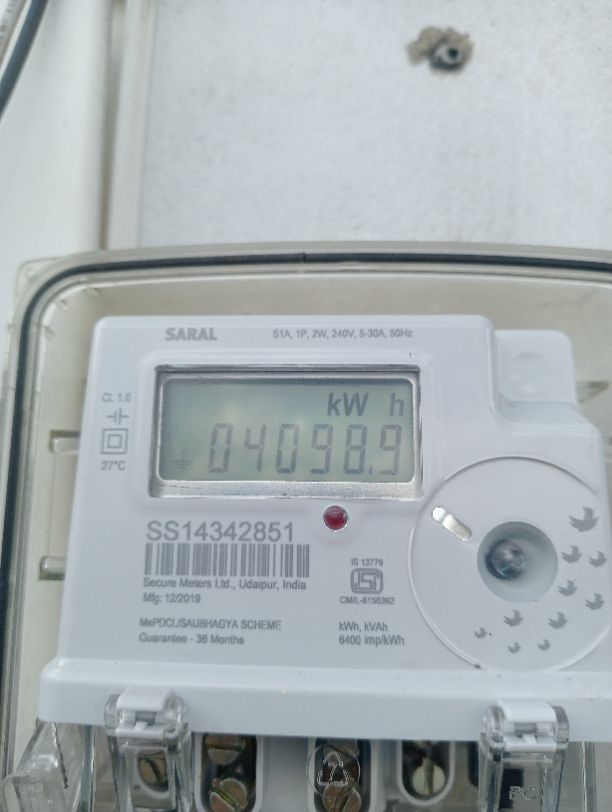 SARAL
S1A, 1P, 2W, 240V, 5-30A, 50Hz
Cl. 1.0
27°C
kW h
04098.9
SS14342851
Secure Meters Ltd., Udaipur, India
Mfg: 12/2019
MePDCL/SAUBHAGYA SCHEME
Guarantee - 36 Months
IS 13779
CM/L-8150362
kWh, kVAh
6400 imp/kWh